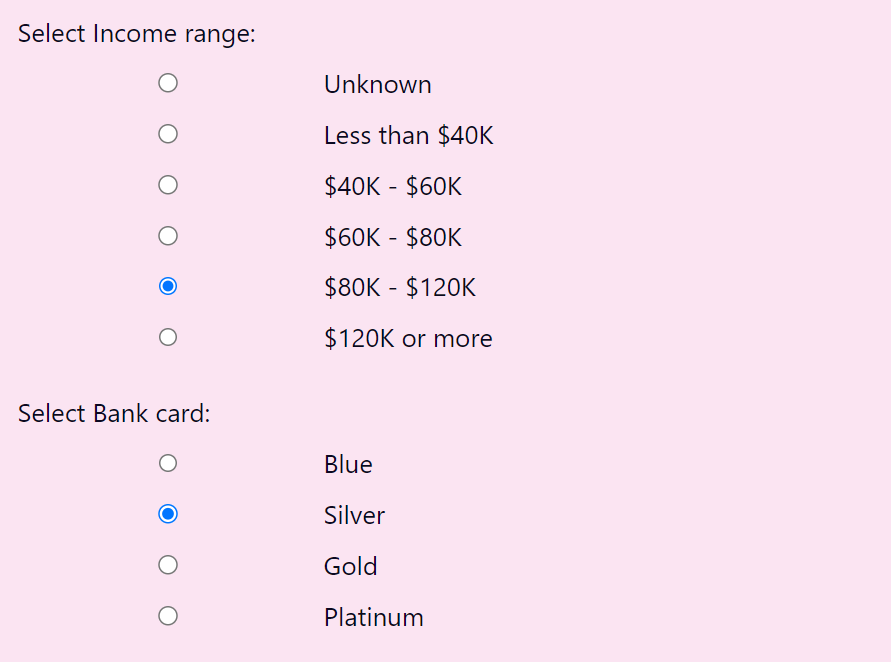 Select Income range:
Unknown
Less than $40K
$40K - $60K
$60K - $80K
$80K - $120K
$120K or more
Select Bank card:
Blue
Silver
Gold
Platinum